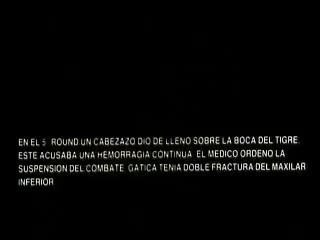 EN EL 5 ROUND UN CABEZAZO DIO DE LLENO SOBRE LA BOCA DEL TIGRE.
ESTE ACUSABA UNA HEMORRAGIA CONTINUA. EL MEDICO ORDENO LA
SUSPENSION DEL COMBATE. GATICA TENIA DOBLE FRACTURA DEL MAXILAR
INFERIOR